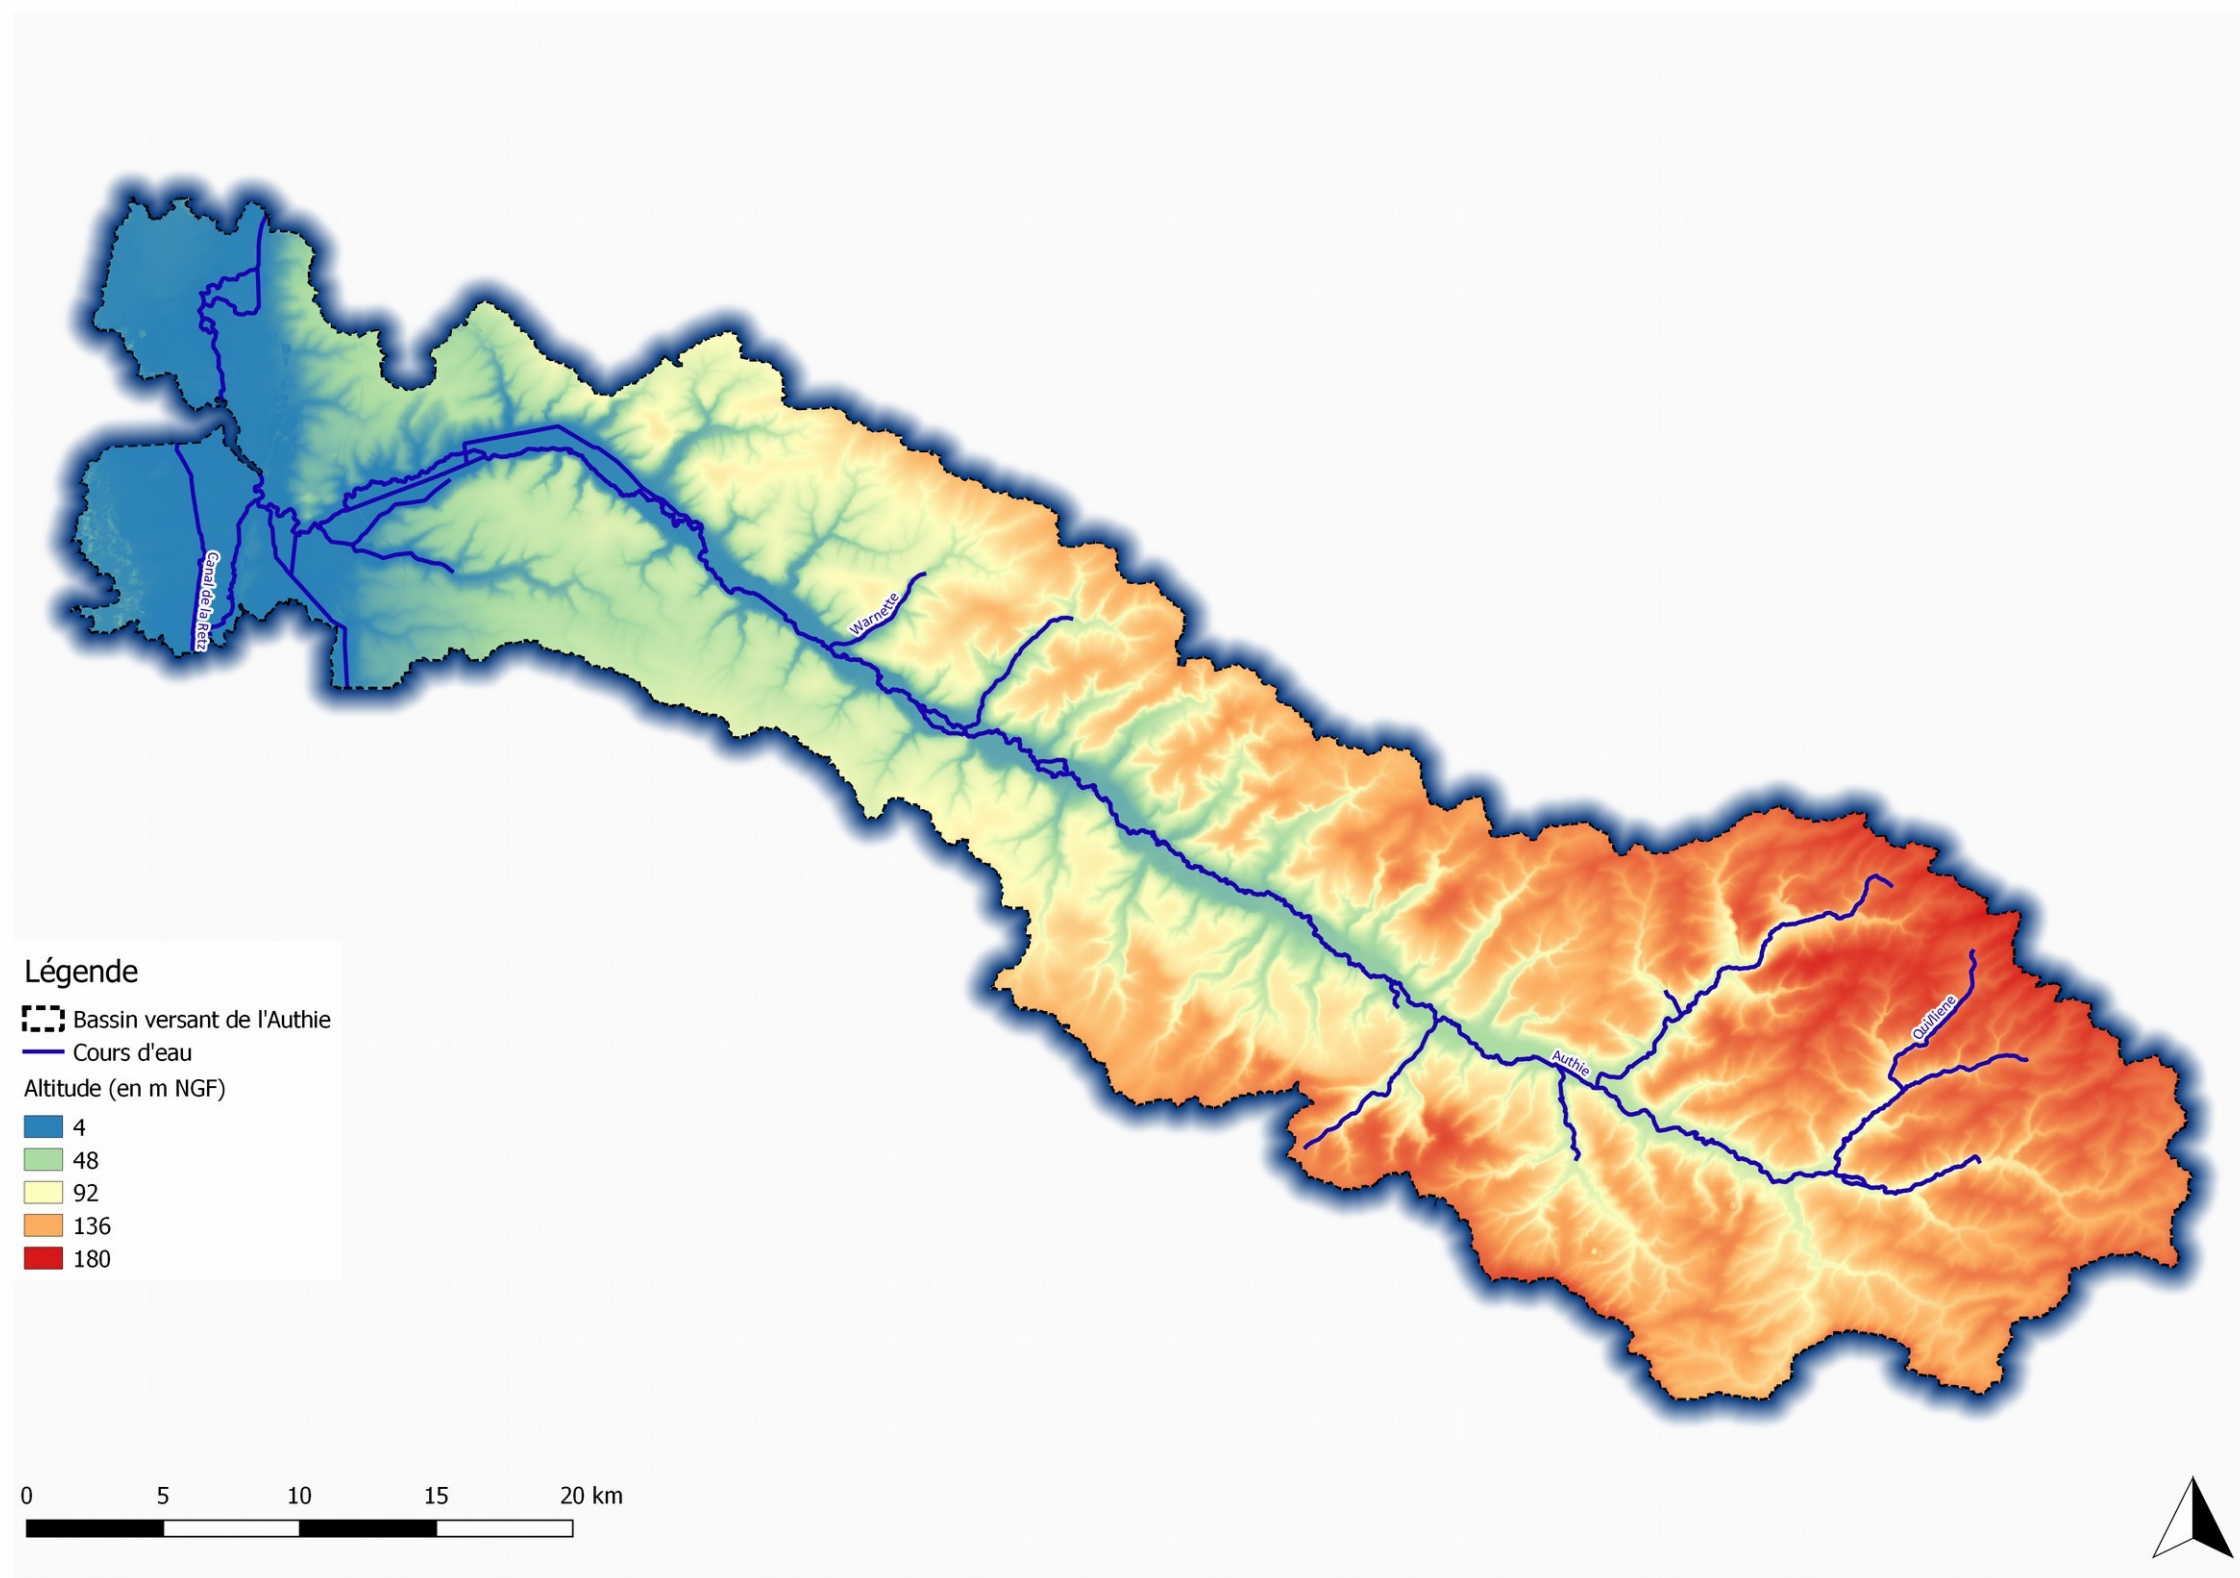 Canal de la Retz
Warnette
Authie
Quilliene
Légende
Bassin versant de l'Authie
Cours d'eau
Altitude (en m NGF)
4
48
92
136
180
0 5 10 15 20 km